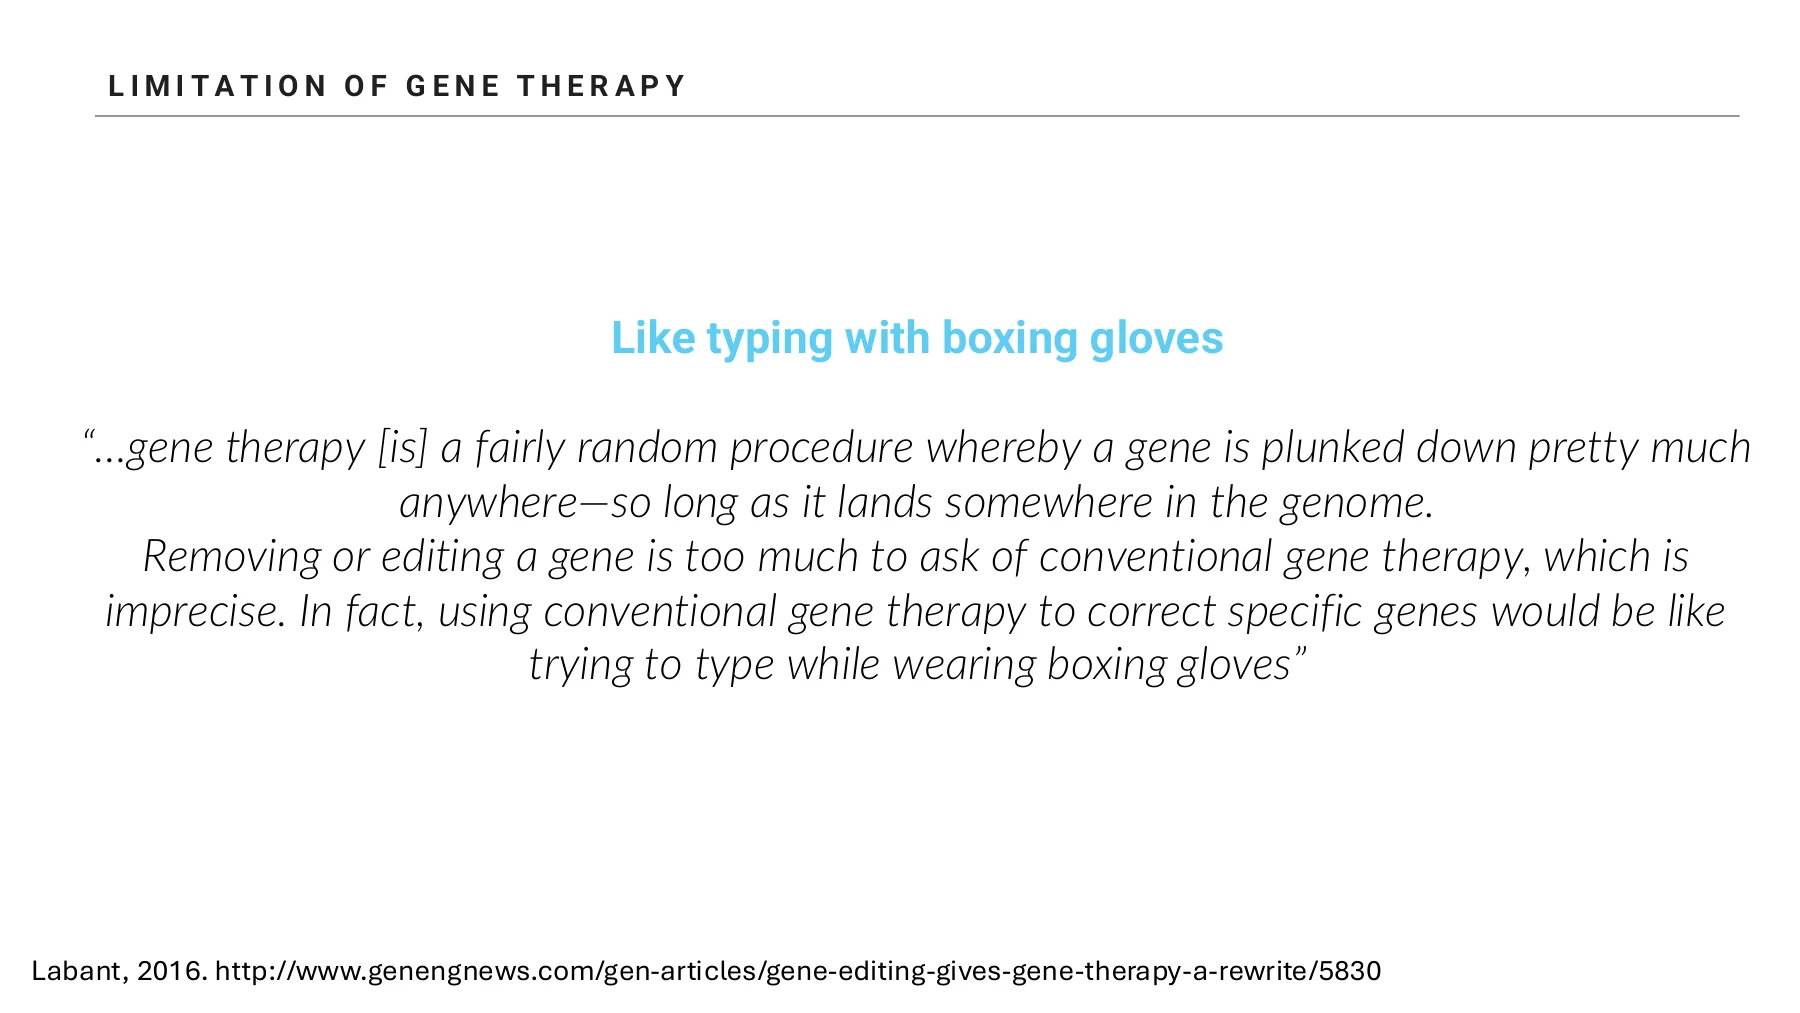 LIMITATION OF GENE THERAPY
Like typing with boxing gloves
“…gene therapy [is] a fairly random procedure whereby a gene is plunked down pretty much
anywhere—so long as it lands somewhere in the genome.
Removing or editing a gene is too much to ask of conventional gene therapy, which is
imprecise. In fact, using conventional gene therapy to correct specific genes would be like
trying to type while wearing boxing gloves”
Labant, 2016. http://www.genengnews.com/gen-articles/gene-editing-gives-gene-therapy-a-rewrite/5830